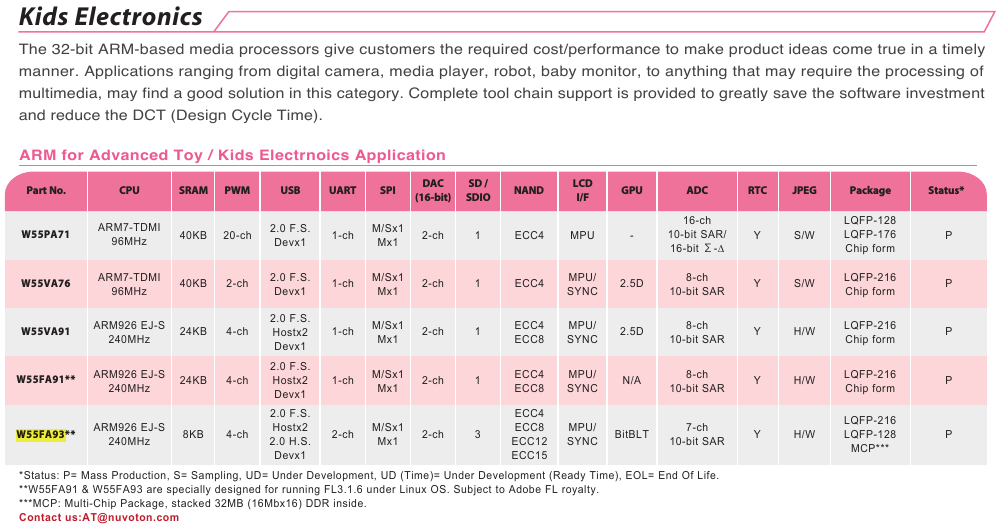 Kids Electronics
The 32-bit ARM-based media processors give customers the required cost/performance to make product ideas come true in a timely
manner. Applications ranging from digital camera, media player, robot, baby monitor, to anything that may require the processing of
multimedia, may find a good solution in this category. Complete tool chain support is provided to greatly save the software investment
and reduce the DCT (Design Cycle Time).
ARM for Advanced Toy / Kids Electrnoics Application
Part No. CPU SRAM PWM USB UART SPI DAC (16-bit) SD / SDIO NAND LCD I/F GPU ADC RTC JPEG Package Status*
W55PA71 ARM7-TDMI 96MHz 40KB 20-ch 2.0 F.S. Devx1 1-ch M/Sx1 Mx1 2-ch 1 ECC4 MPU - 16-ch 10-bit SAR/ 16-bit Σ-Δ Y S/W LQFP-128 LQFP-176 Chip form P
W55VA76 ARM7-TDMI 96MHz 40KB 2-ch 2.0 F.S. Devx1 1-ch M/Sx1 Mx1 2-ch 1 ECC4 MPU/ SYNC 2.5D 8-ch 10-bit SAR Y S/W LQFP-216 Chip form P
W55VA91 ARM926 EJ-S 240MHz 24KB 4-ch 2.0 F.S. Hostx2 Devx1 1-ch M/Sx1 Mx1 2-ch 1 ECC4 ECC8 MPU/ SYNC 2.5D 8-ch 10-bit SAR Y H/W LQFP-216 Chip form P
W55FA91** ARM926 EJ-S 240MHz 24KB 4-ch 2.0 F.S. Hostx2 Devx1 1-ch M/Sx1 Mx1 2-ch 1 ECC4 ECC8 MPU/ SYNC N/A 8-ch 10-bit SAR Y H/W LQFP-216 Chip form P
W55FA93** ARM926 EJ-S 240MHz 8KB 4-ch 2.0 F.S. Hostx2 2.0 H.S. Devx1 2-ch M/Sx1 Mx1 2-ch 3 ECC4 ECC8 ECC12 ECC15 MPU/ SYNC BitBLT 7-ch 10-bit SAR Y H/W LQFP-216 LQFP-128 MCP*** P
*Status: P= Mass Production, S= Sampling, UD= Under Development, UD (Time)= Under Development (Ready Time), EOL= End Of Life.
**W55FA91 & W55FA93 are specially designed for running FL3.1.6 under Linux OS. Subject to Adobe FL royalty.
***MCP: Multi-Chip Package, stacked 32MB (16Mbx16) DDR inside.
Contact us:AT@nuvoton.com